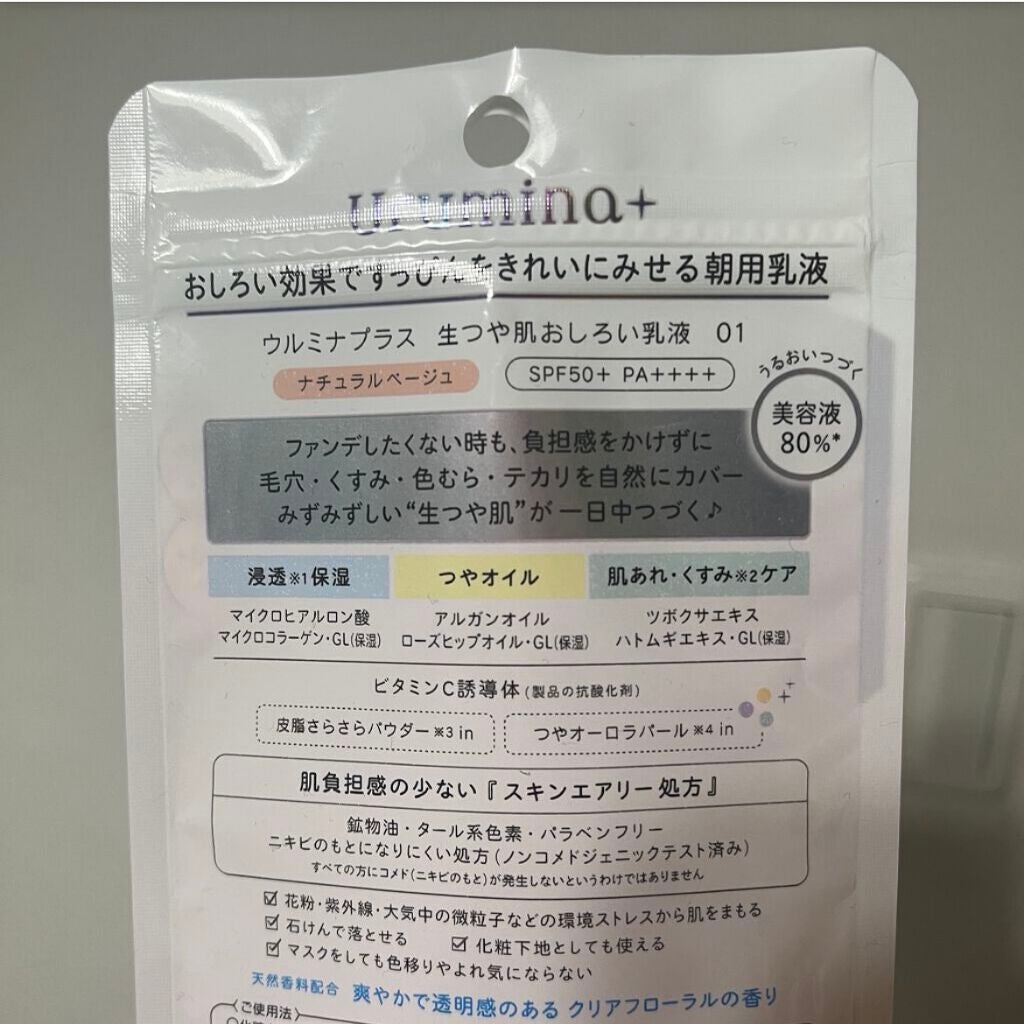 urumina+
おしろい効果ですっぴんをきれいにみせる朝用乳液
ウルミナプラス 生つや肌おしろい乳液 01
ナチュラルベージュ
SPF50+ PA++++
うるおいつづく
美容液
80%*
ファンデしたくない時も、負担感をかけずに
毛穴・くすみ・色むら・テカリを自然にカバー
みずみずしい“生つや肌”が一日中つづく♪
浸透※1保湿
マイクロヒアルロン酸
マイクロコラーゲン・GL(保湿)
つやオイル
アルガンオイル
ローズヒップオイル・GL(保湿)
肌あれ・くすみ※2ケア
ツボクサエキス
ハトムギエキス・GL(保湿)
ビタミンC誘導体(製品の抗酸化剤)
皮脂さらさらパウダー※3 in
つやオーロラパール※4 in
肌負担感の少ない『スキンエアリー処方』
鉱物油・タール系色素・パラベンフリー
ニキビのもとになりにくい処方(ノンコメドジェニックテスト済み)
すべての方にコメド(ニキビのもと)が発生しないというわけではありません
☑ 花粉・紫外線・大気中の微粒子などの環境ストレスから肌をまもる
☑ 石けんで落とせる ☑ 化粧下地としても使える
☑ マスクをしても色移りやよれ気にならない
天然香料配合 爽やかで透明感のある クリアフローラルの香り
〈ご使用法〉